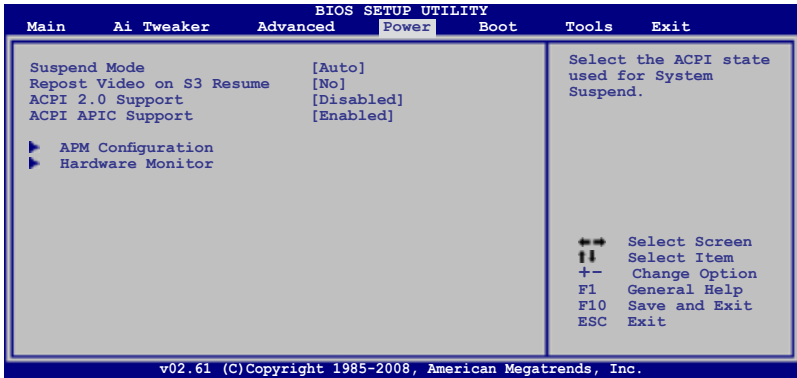 BIOS SETUP UTILITY
Main Ai Tweaker Advanced Power Boot Tools Exit
Suspend Mode [Auto]
Repost Video on S3 Resume [No]
ACPI 2.0 Support [Disabled]
ACPI APIC Support [Enabled]
APM Configuration
Hardware Monitor
Select the ACPI state
used for System
Suspend.
Select Screen
Select Item
+- Change Option
F1 General Help
F10 Save and Exit
ESC Exit
v02.61 (C)Copyright 1985-2008, American Megatrends, Inc.